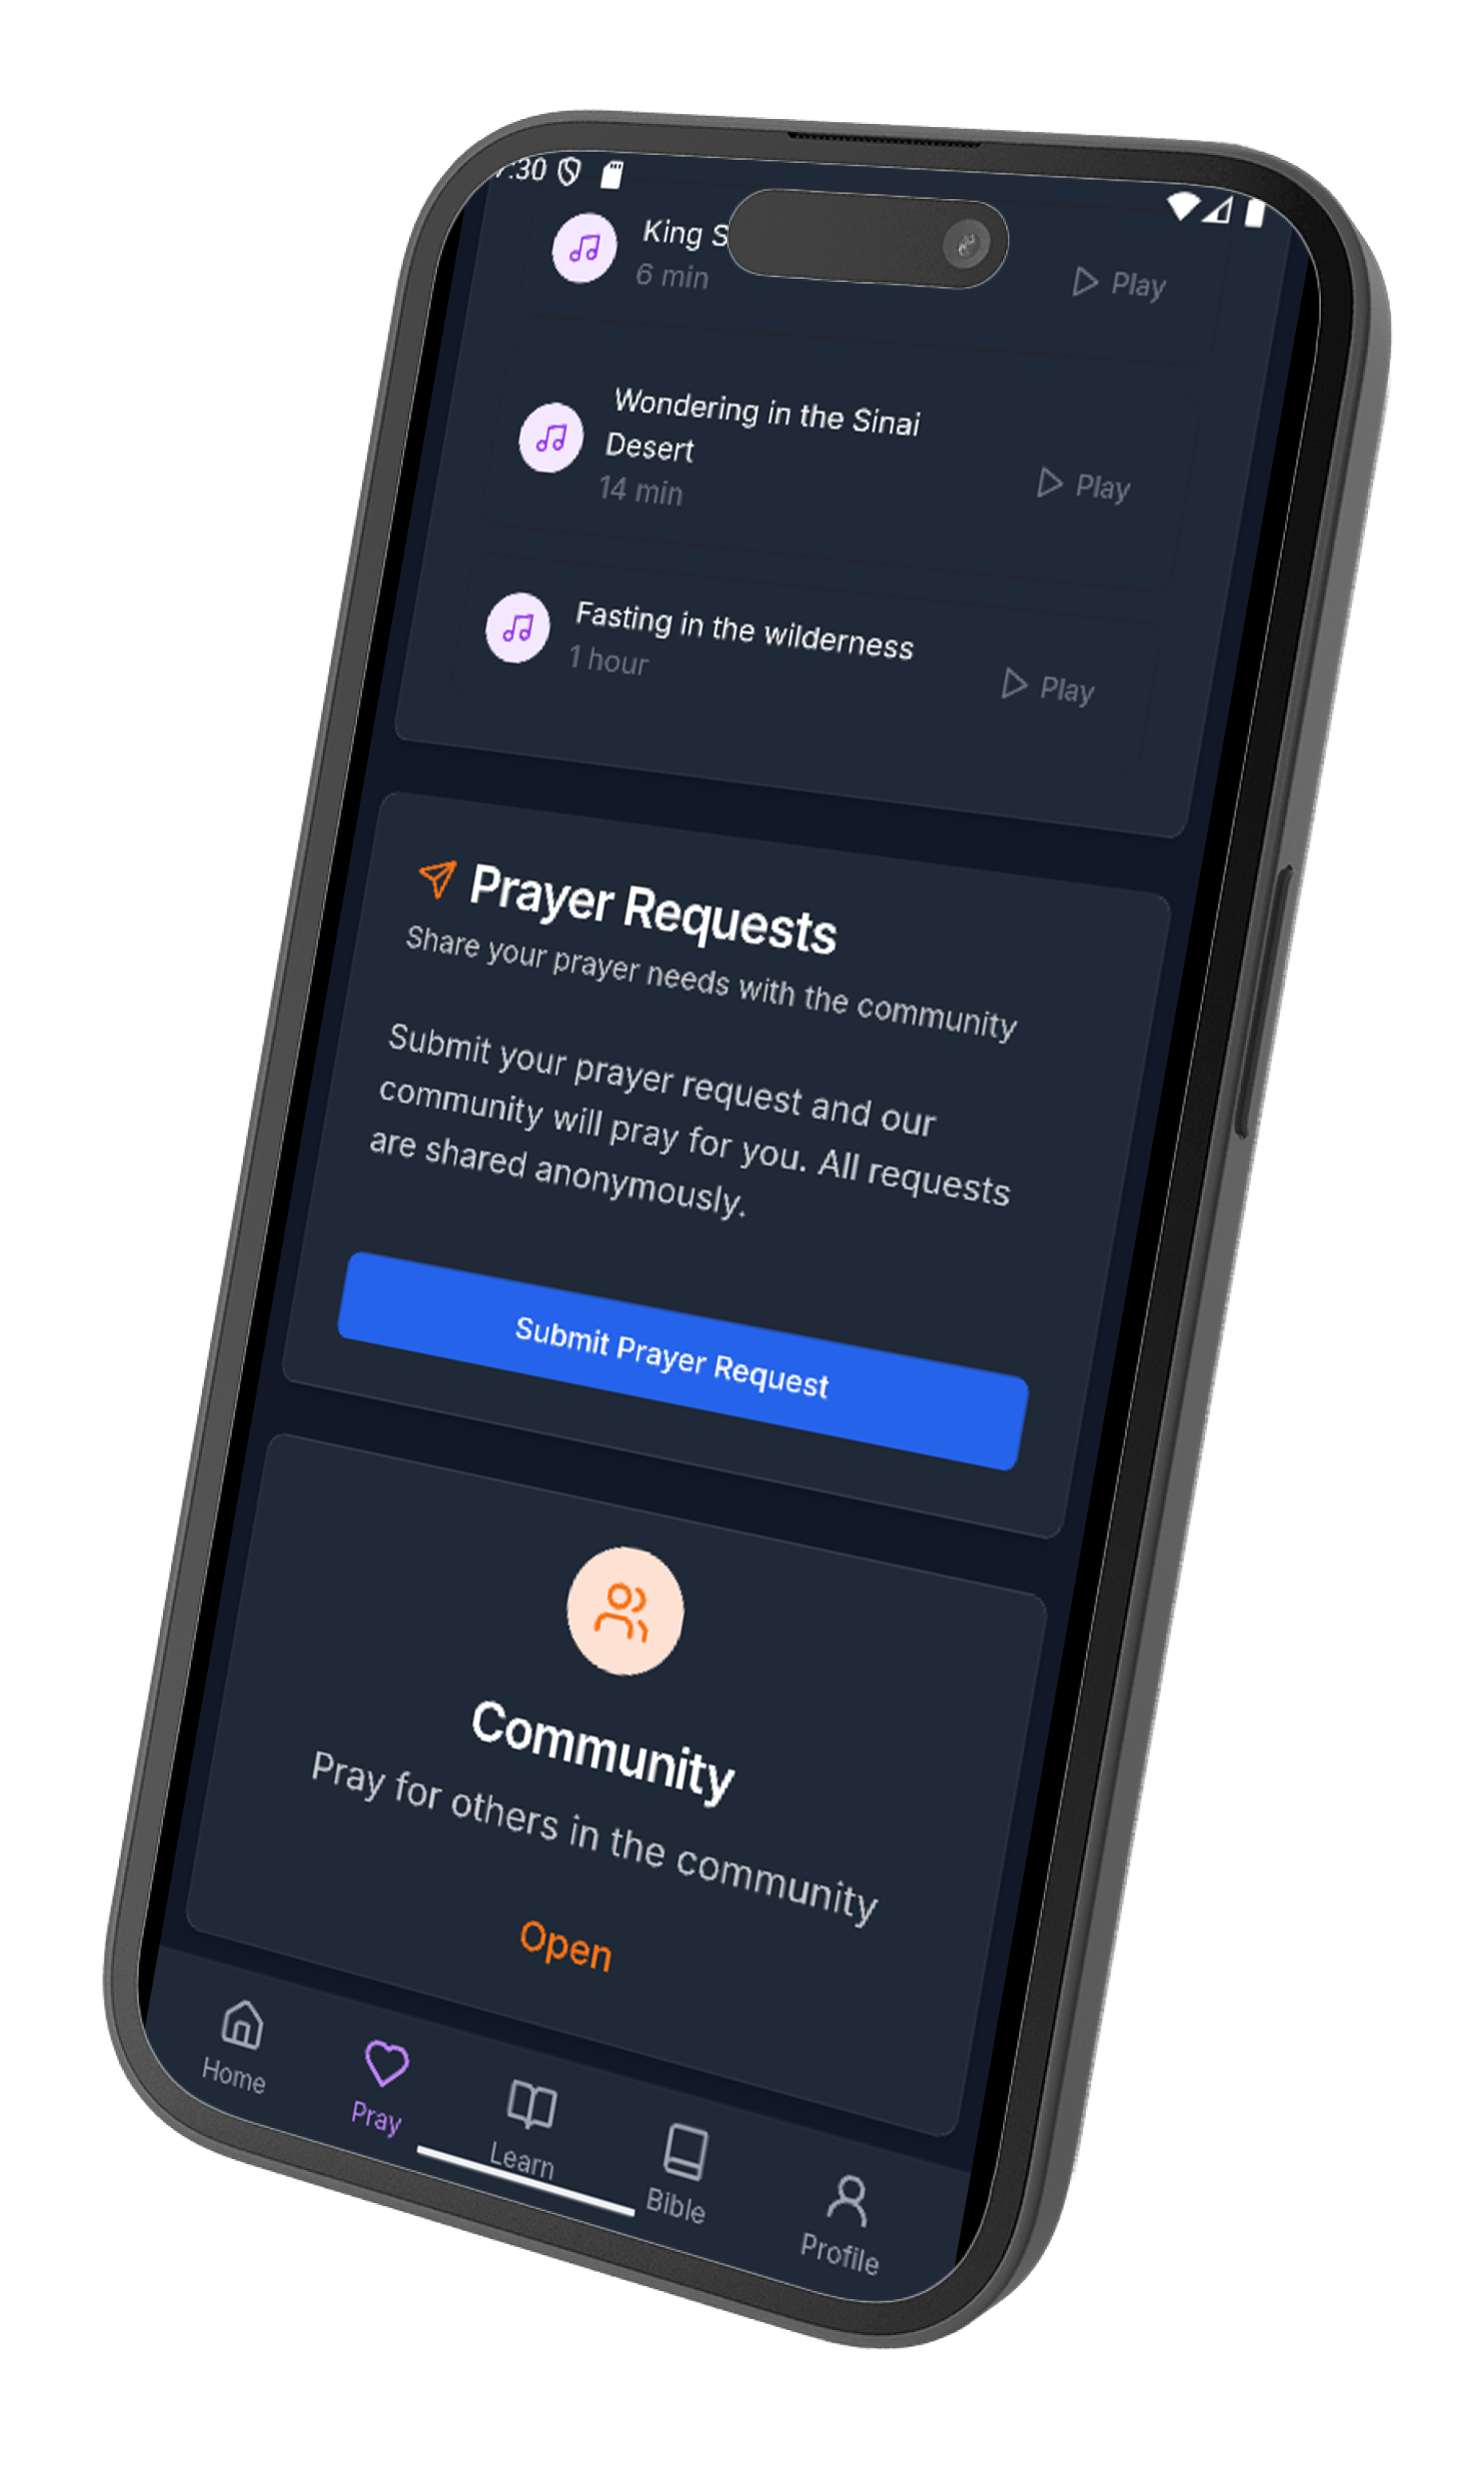 :30
King S
6 min
Play
Wondering in the Sinai
Desert
14 min
Play
Fasting in the wilderness
1 hour
Play
Prayer Requests
Share your prayer needs with the community
Submit your prayer request and our
community will pray for you. All requests
are shared anonymously.
Submit Prayer Request
Community
Pray for others in the community
Open
Home
Pray
Learn
Bible
Profile